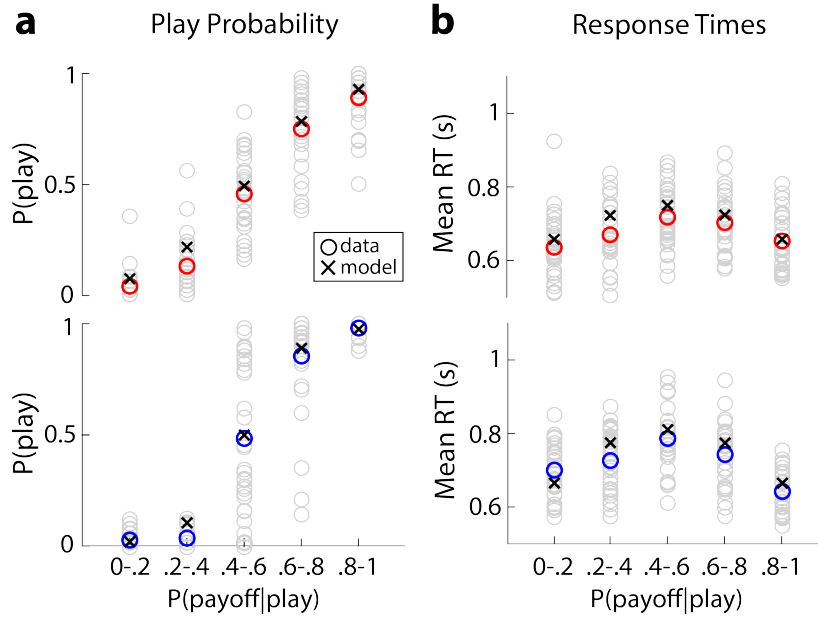 a
Play Probability
1
0.5
0
P(play)
data
model
1
0.5
0
P(play)
0-.2
.2-.4
.4-.6
.6-.8
.8-1
P(payoff|play)
b
Response Times
1
0.8
0.6
Mean RT (s)
1
0.8
0.6
Mean RT (s)
0-.2
.2-.4
.4-.6
.6-.8
.8-1
P(payoff|play)